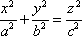 x²/a² + y²/b² = z²/c²